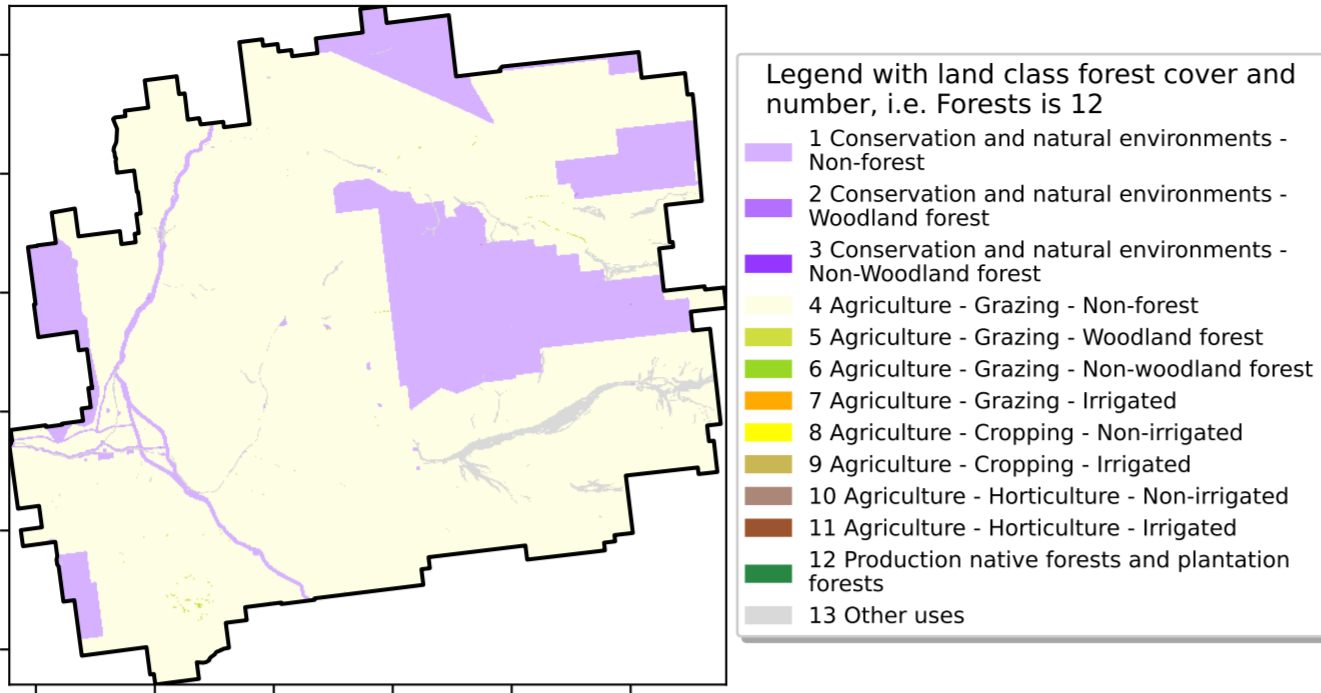 Legend with land class forest cover and
number, i.e. Forests is 12
1 Conservation and natural environments -
Non-forest
2 Conservation and natural environments -
Woodland forest
3 Conservation and natural environments -
Non-Woodland forest
4 Agriculture - Grazing - Non-forest
5 Agriculture - Grazing - Woodland forest
6 Agriculture - Grazing - Non-woodland forest
7 Agriculture - Grazing - Irrigated
8 Agriculture - Cropping - Non-irrigated
9 Agriculture - Cropping - Irrigated
10 Agriculture - Horticulture - Non-irrigated
11 Agriculture - Horticulture - Irrigated
12 Production native forests and plantation
forests
13 Other uses